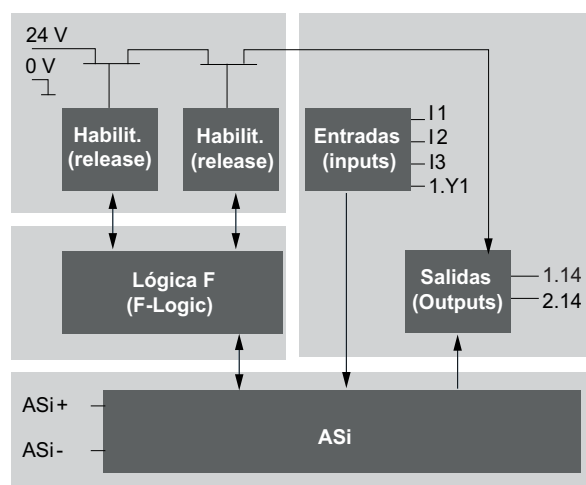 24 V
0 V
Habilit.
(release)
Habilit.
(release)
Entradas
(inputs)
I1
I2
I3
1.Y1
Lógica F
(F-Logic)
Salidas
(Outputs)
1.14
2.14
ASi+
ASi-
ASi